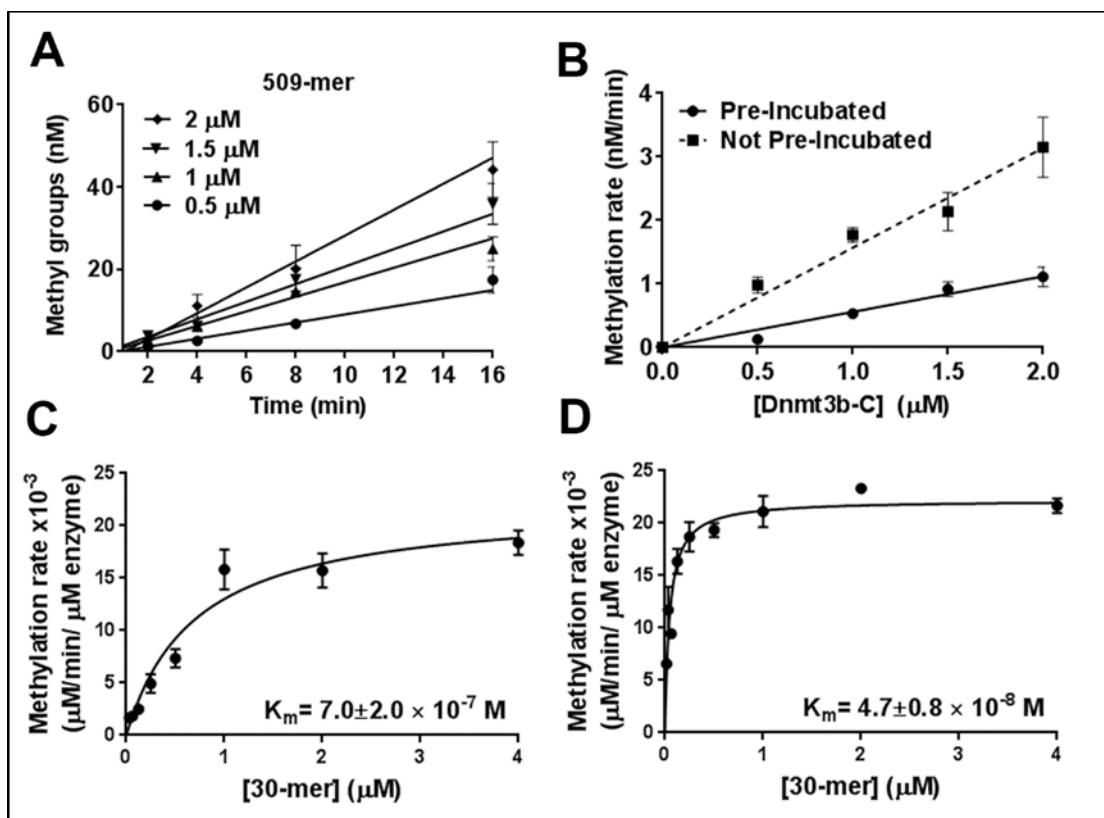 A
509-mer
60
40
20
0
Methyl groups (nM)
2 μM
1.5 μM
1 μM
0.5 μM
2 4 6 8 10 12 14 16
Time (min)
B
4
3
2
1
0
Methylation rate (nM/min)
Pre-Incubated
Not Pre-Incubated
0.0 0.5 1.0 1.5 2.0
[Dnmt3b-C] (μM)
C
25
20
15
10
5
0
Methylation rate x10⁻³
(μM/min/ μM enzyme)
Kₘ= 7.0±2.0 × 10⁻⁷ M
0 1 2 3 4
[30-mer] (μM)
D
25
20
15
10
5
0
Methylation rate x10⁻³
(μM/min/ μM enzyme)
Kₘ= 4.7±0.8 × 10⁻⁸ M
0 1 2 3 4
[30-mer] (μM)